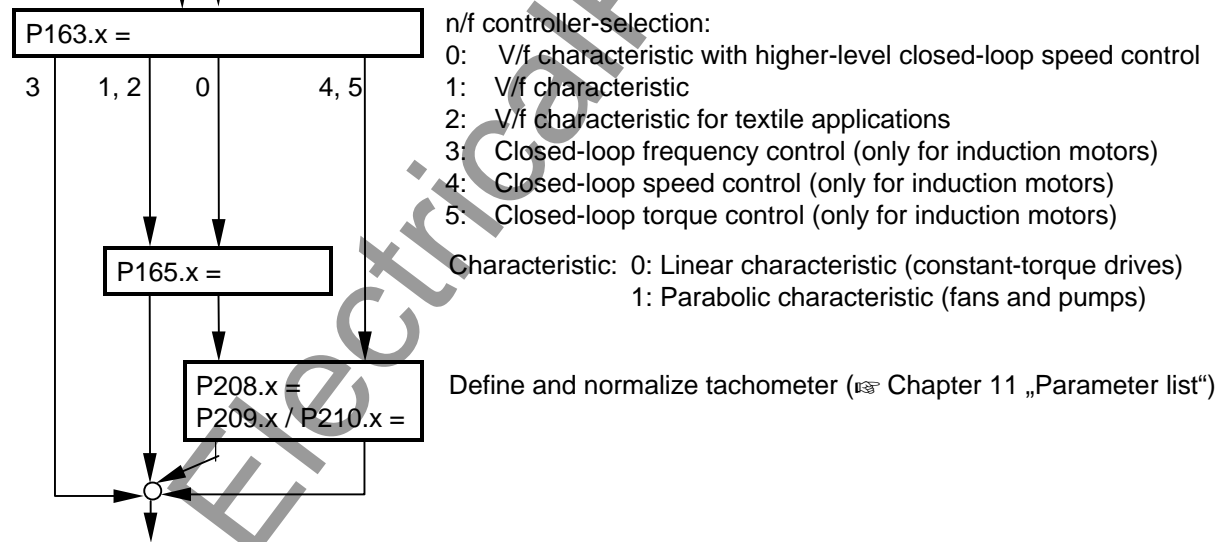 P163.x =
n/f controller-selection:
0: V/f characteristic with higher-level closed-loop speed control
3 1, 2 0 4, 5
1: V/f characteristic
2: V/f characteristic for textile applications
3: Closed-loop frequency control (only for induction motors)
4: Closed-loop speed control (only for induction motors)
5: Closed-loop torque control (only for induction motors)
P165.x =
Characteristic: 0: Linear characteristic (constant-torque drives)
1: Parabolic characteristic (fans and pumps)
P208.x =
P209.x / P210.x =
Define and normalize tachometer (☞ Chapter 11 „Parameter list“)
Electrical